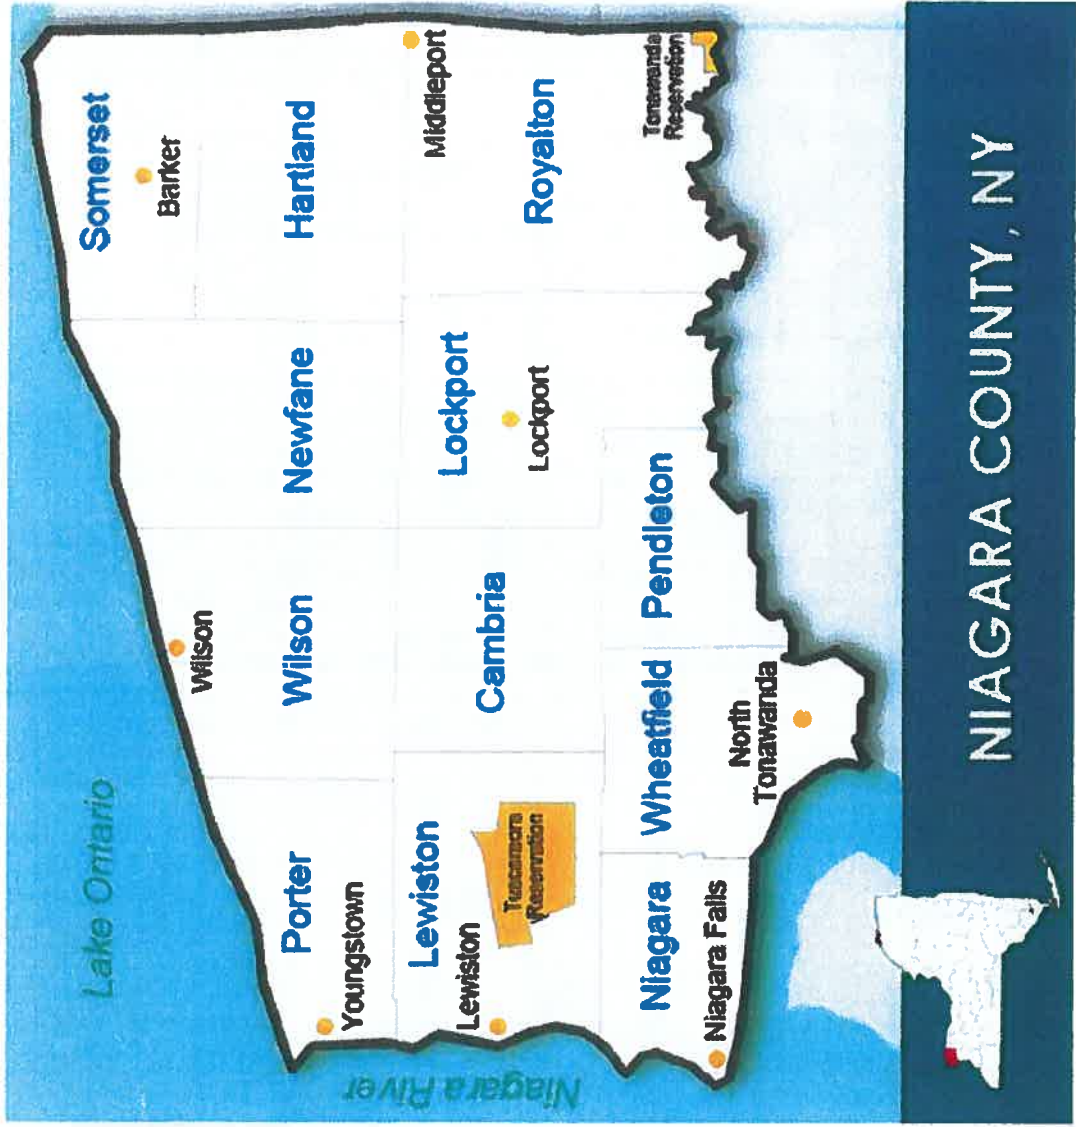 Lake Ontario
Somerset
Barker
Wilson
Porter
Youngstown
Wilson
Newfane
Hartland
Niagara River
Lewiston
Lewiston
Tuscarora
Reservation
Cambria
Lockport
Lockport
Middleport
Royalton
Niagara
Niagara Falls
Wheatfield
Pendleton
Tonawanda
Reservation
North
Tonawanda
NIAGARA COUNTY, NY